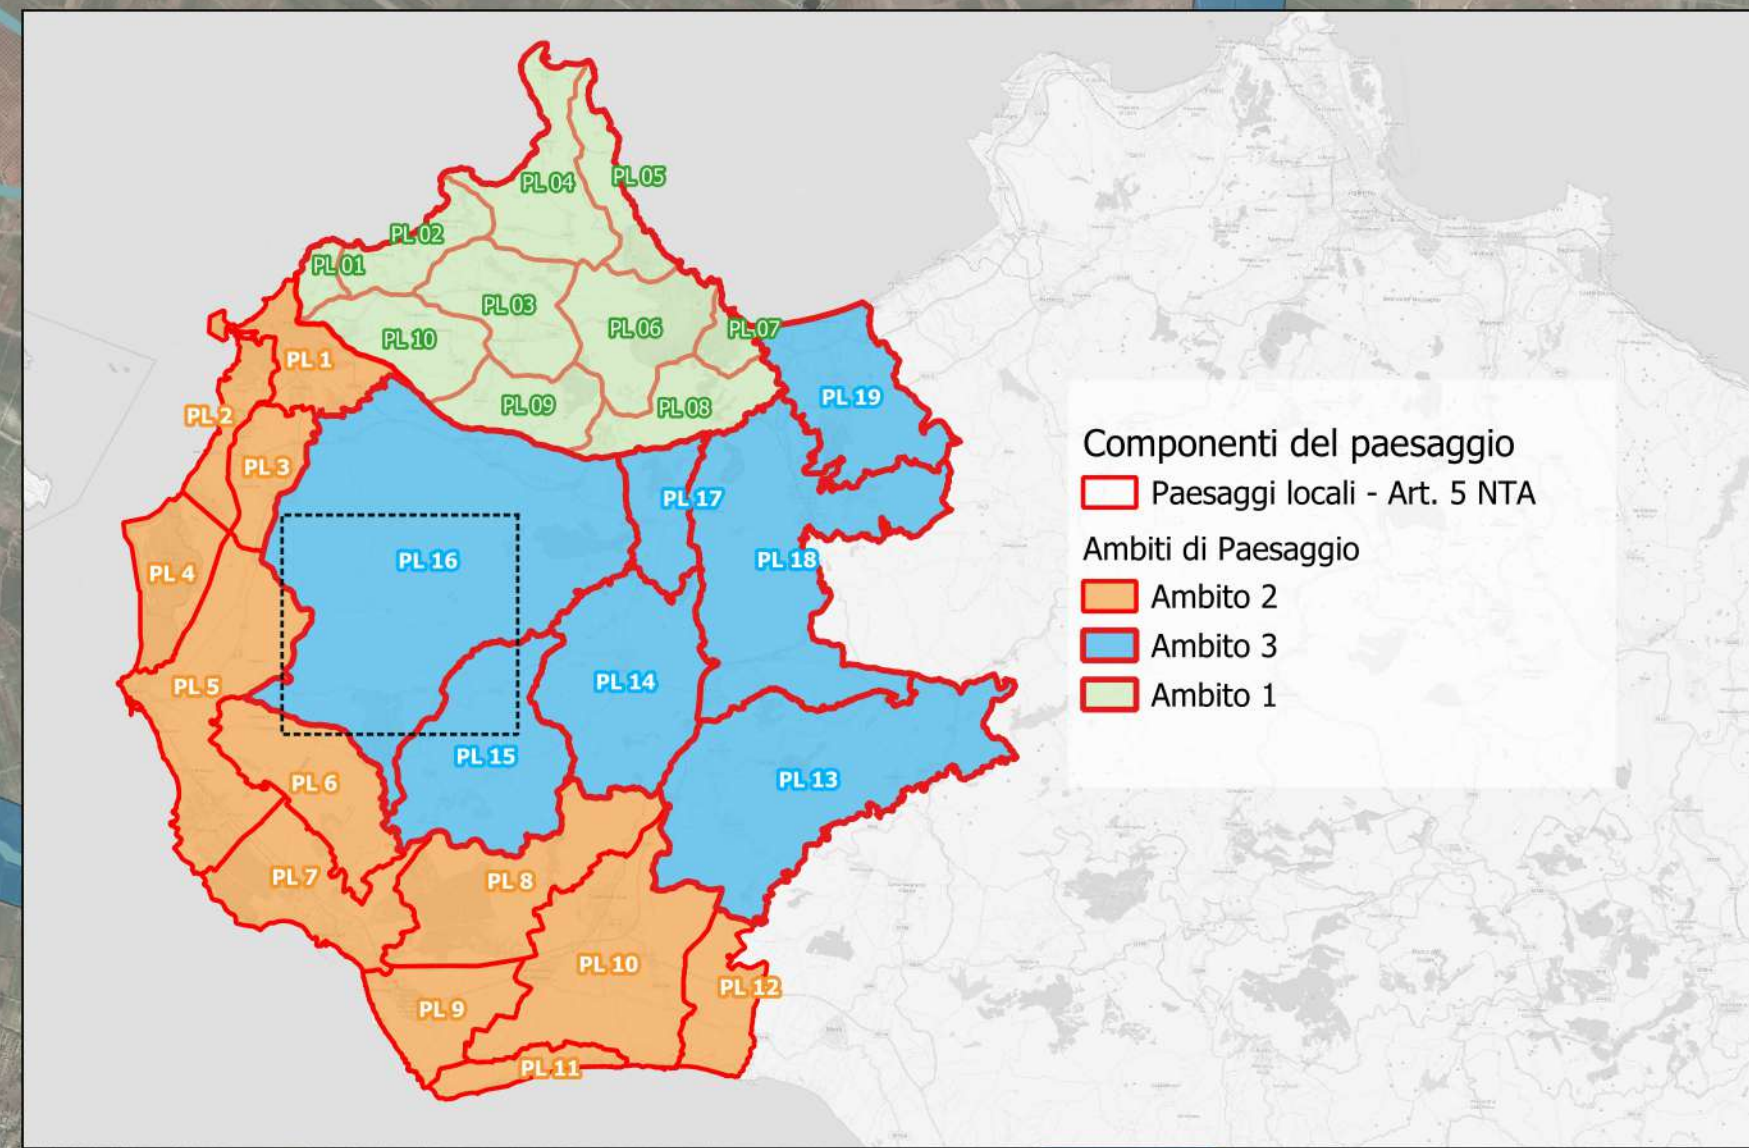 PL 04
PL 05
PL 02
PL 01
PL 03
PL 06
PL 07
PL 10
PL 1
PL 19
PL 2
PL 09
PL 08
PL 3
PL 17
PL 4
PL 16
PL 18
PL 5
PL 14
PL 15
PL 6
PL 13
PL 7
PL 8
PL 10
PL 12
PL 9
PL 11
Componenti del paesaggio
Paesaggi locali - Art. 5 NTA
Ambiti di Paesaggio
Ambito 2
Ambito 3
Ambito 1